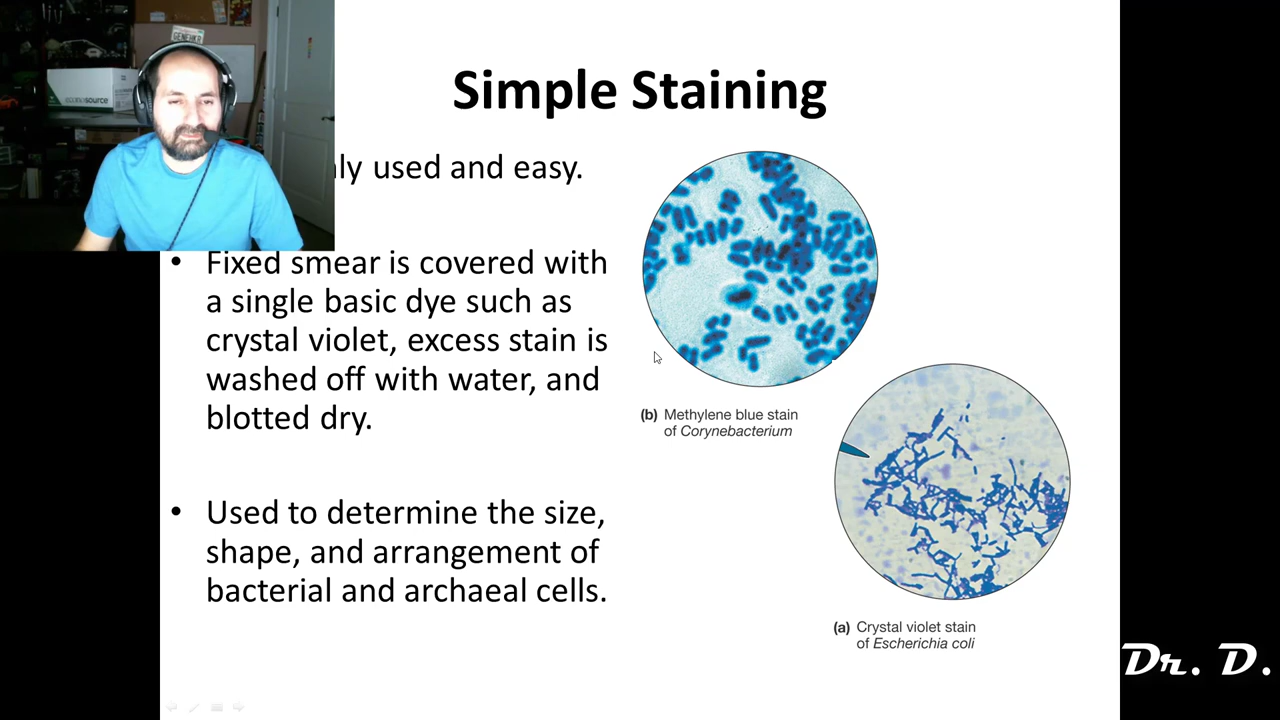 Simple Staining
used and easy.
• Fixed smear is covered with
a single basic dye such as
crystal violet, excess stain is
washed off with water, and
blotted dry.
• Used to determine the size,
shape, and arrangement of
bacterial and archaeal cells.
(b) Methylene blue stain
of Corynebacterium
(a) Crystal violet stain
of Escherichia coli
Dr. D.